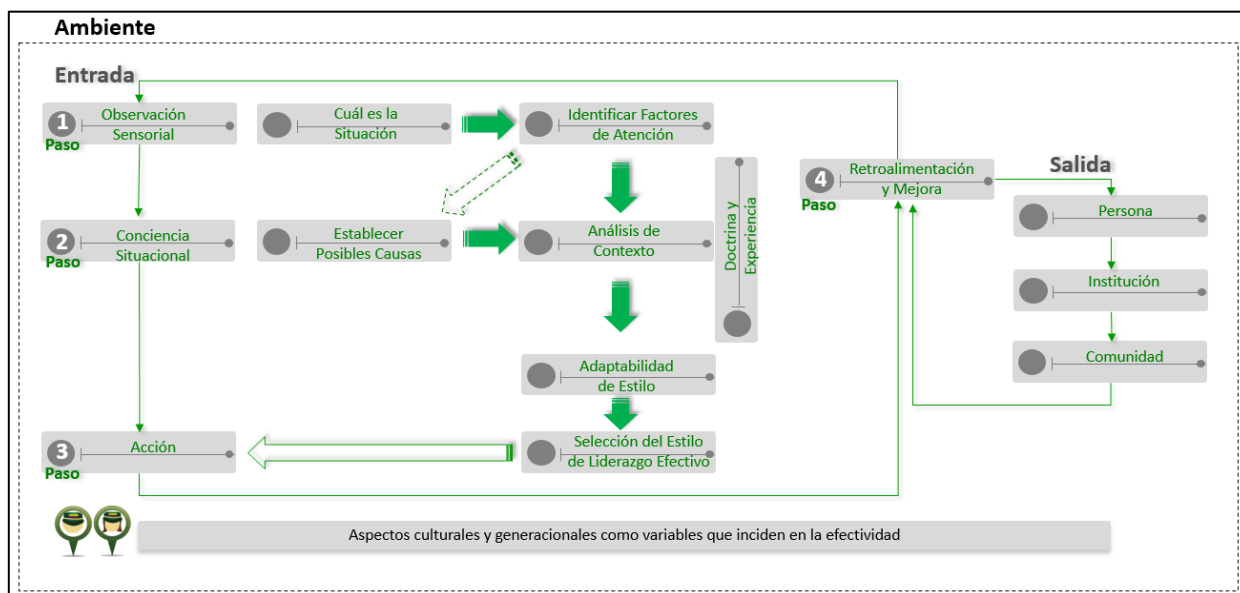 Ambiente
Entrada
1
Paso
Observación
Sensorial
Cuál es la
Situación
Identificar Factores
de Atención
2
Paso
Conciencia
Situacional
Establecer
Posibles Causas
Análisis de
Contexto
Doctrina y
Experiencia
Adaptabilidad
de Estilo
3
Paso
Acción
Selección del Estilo
de Liderazgo Efectivo
4
Paso
Retroalimentación
y Mejora
Salida
Persona
Institución
Comunidad
Aspectos culturales y generacionales como variables que inciden en la efectividad